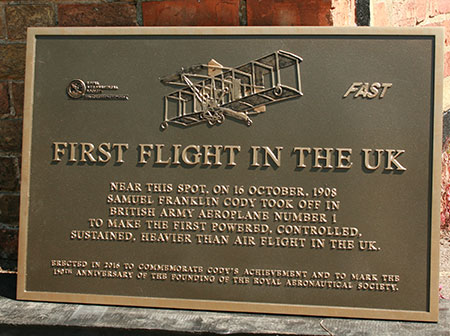 ROYAL
AERONAUTICAL
SOCIETY
FAST
FIRST FLIGHT IN THE UK
NEAR THIS SPOT, ON 16 OCTOBER, 1908
SAMUEL FRANKLIN CODY TOOK OFF IN
BRITISH ARMY AEROPLANE NUMBER 1
TO MAKE THE FIRST POWERED, CONTROLLED,
SUSTAINED, HEAVIER THAN AIR FLIGHT IN THE UK.
ERECTED IN 2016 TO COMMEMORATE CODY'S ACHIEVEMENT AND TO MARK THE
150TH ANNIVERSARY OF THE FOUNDING OF THE ROYAL AERONAUTICAL SOCIETY.